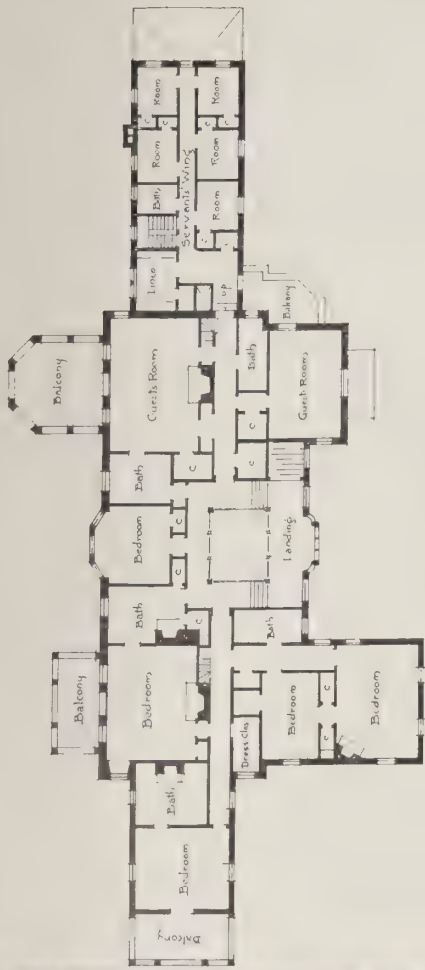 Room
Room
C
C
C
C
Room
Room
Bath
Servants' Wing
Room
C
Linen
UP
Balcony
Balcony
Guests Room
Bath
Guest Room
C
Bath
C
C
Bedroom
C
C
Landing
Bath
C
Bath
Balcony
Bedroom
Dress Clos
Bedroom
C
C
Bedroom
Bath
Bedroom
Balcony